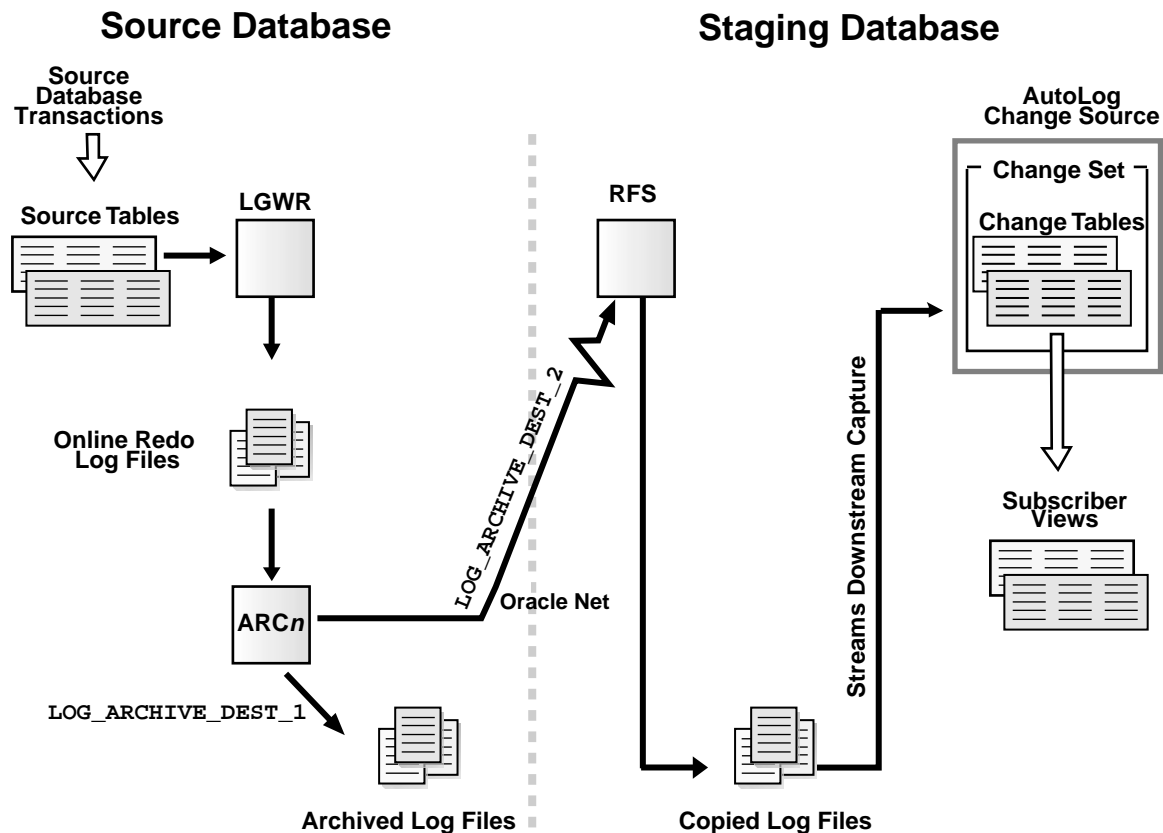 Source Database
Staging Database
Source
Database
Transactions
Source Tables
LGWR
Online Redo
Log Files
ARCn
LOG_ARCHIVE_DEST_1
Archived Log Files
LOG_ARCHIVE_DEST_2
Oracle Net
RFS
Copied Log Files
Streams Downstream Capture
AutoLog
Change Source
Change Set
Change Tables
Subscriber
Views